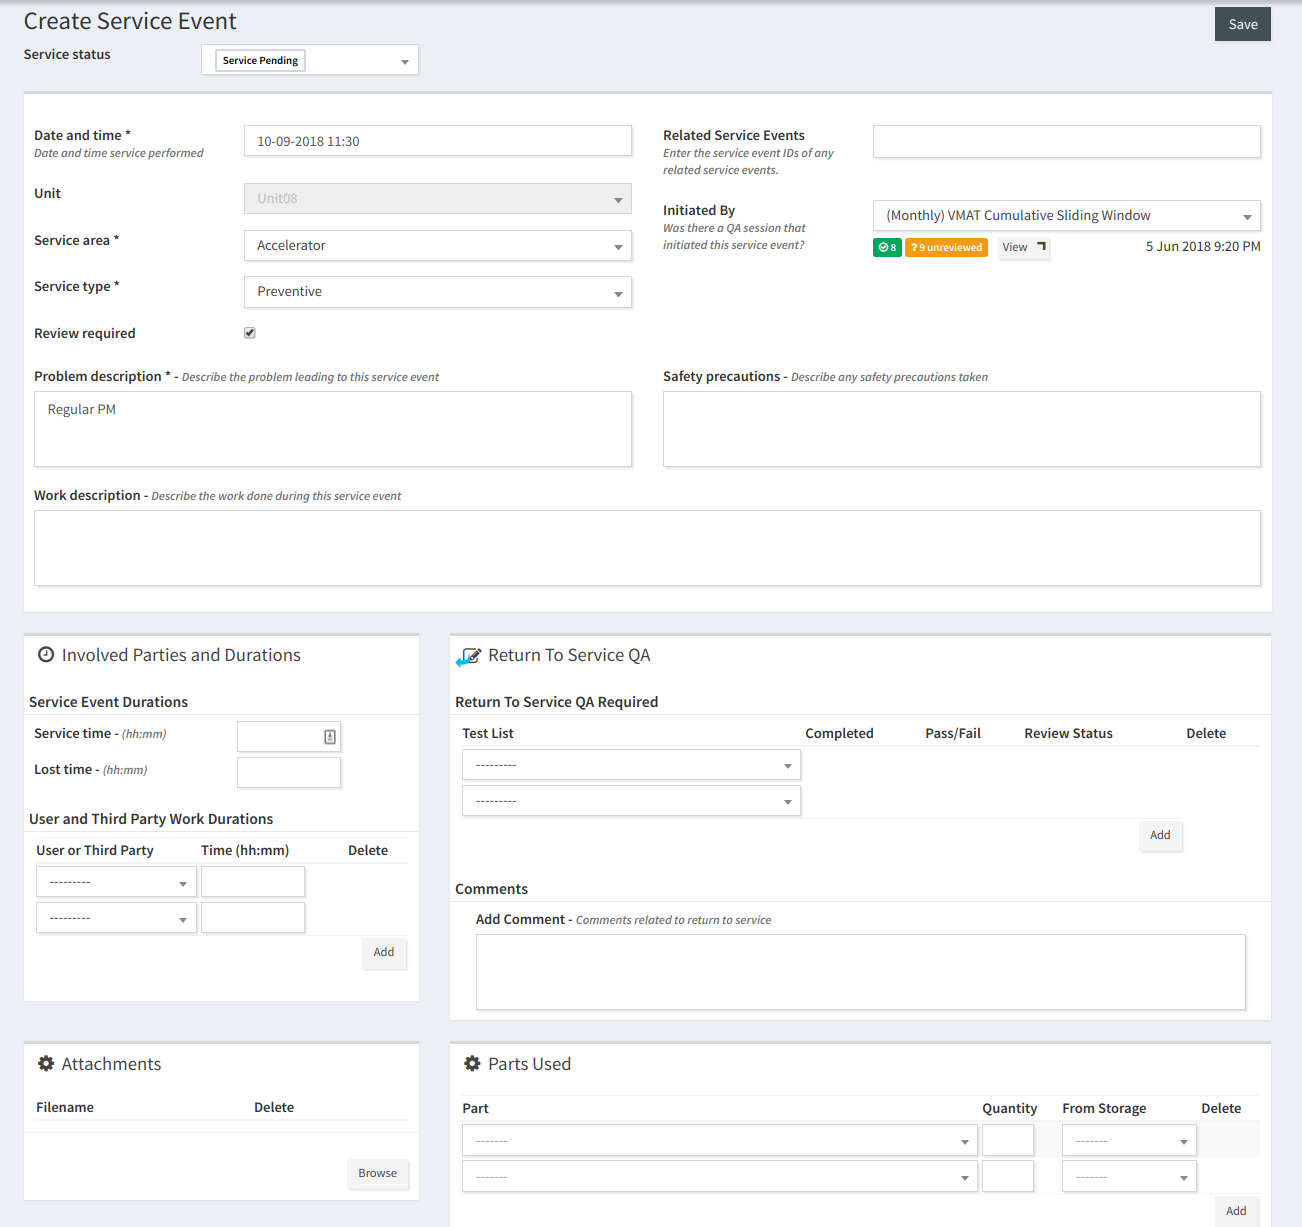 Create Service Event
Save
Service status
Service Pending
Date and time *
Date and time service performed
10-09-2018 11:30
Unit
Unit08
Service area *
Accelerator
Service type *
Preventive
Review required
Related Service Events
Enter the service event IDs of any
related service events.
Initiated By
Was there a QA session that
initiated this service event?
(Monthly) VMAT Cumulative Sliding Window
8 ? 9 unreviewed View 5 Jun 2018 9:20 PM
Problem description * - Describe the problem leading to this service event
Regular PM
Safety precautions - Describe any safety precautions taken
Work description - Describe the work done during this service event
Involved Parties and Durations
Service Event Durations
Service time - (hh:mm)
Lost time - (hh:mm)
User and Third Party Work Durations
User or Third Party Time (hh:mm) Delete
---------
---------
Add
Return To Service QA
Return To Service QA Required
Test List Completed Pass/Fail Review Status Delete
---------
---------
Add
Comments
Add Comment - Comments related to return to service
Attachments
Filename Delete
Browse
Parts Used
Part Quantity From Storage Delete
------- -------
------- -------
Add